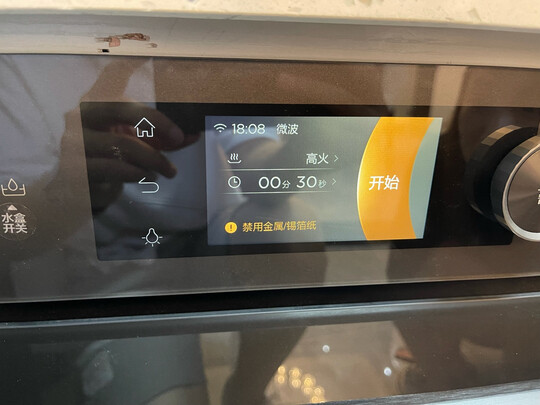 18:08 微波
高火
00分 30秒
开始
禁用金属/锡箔纸
水盒
开关